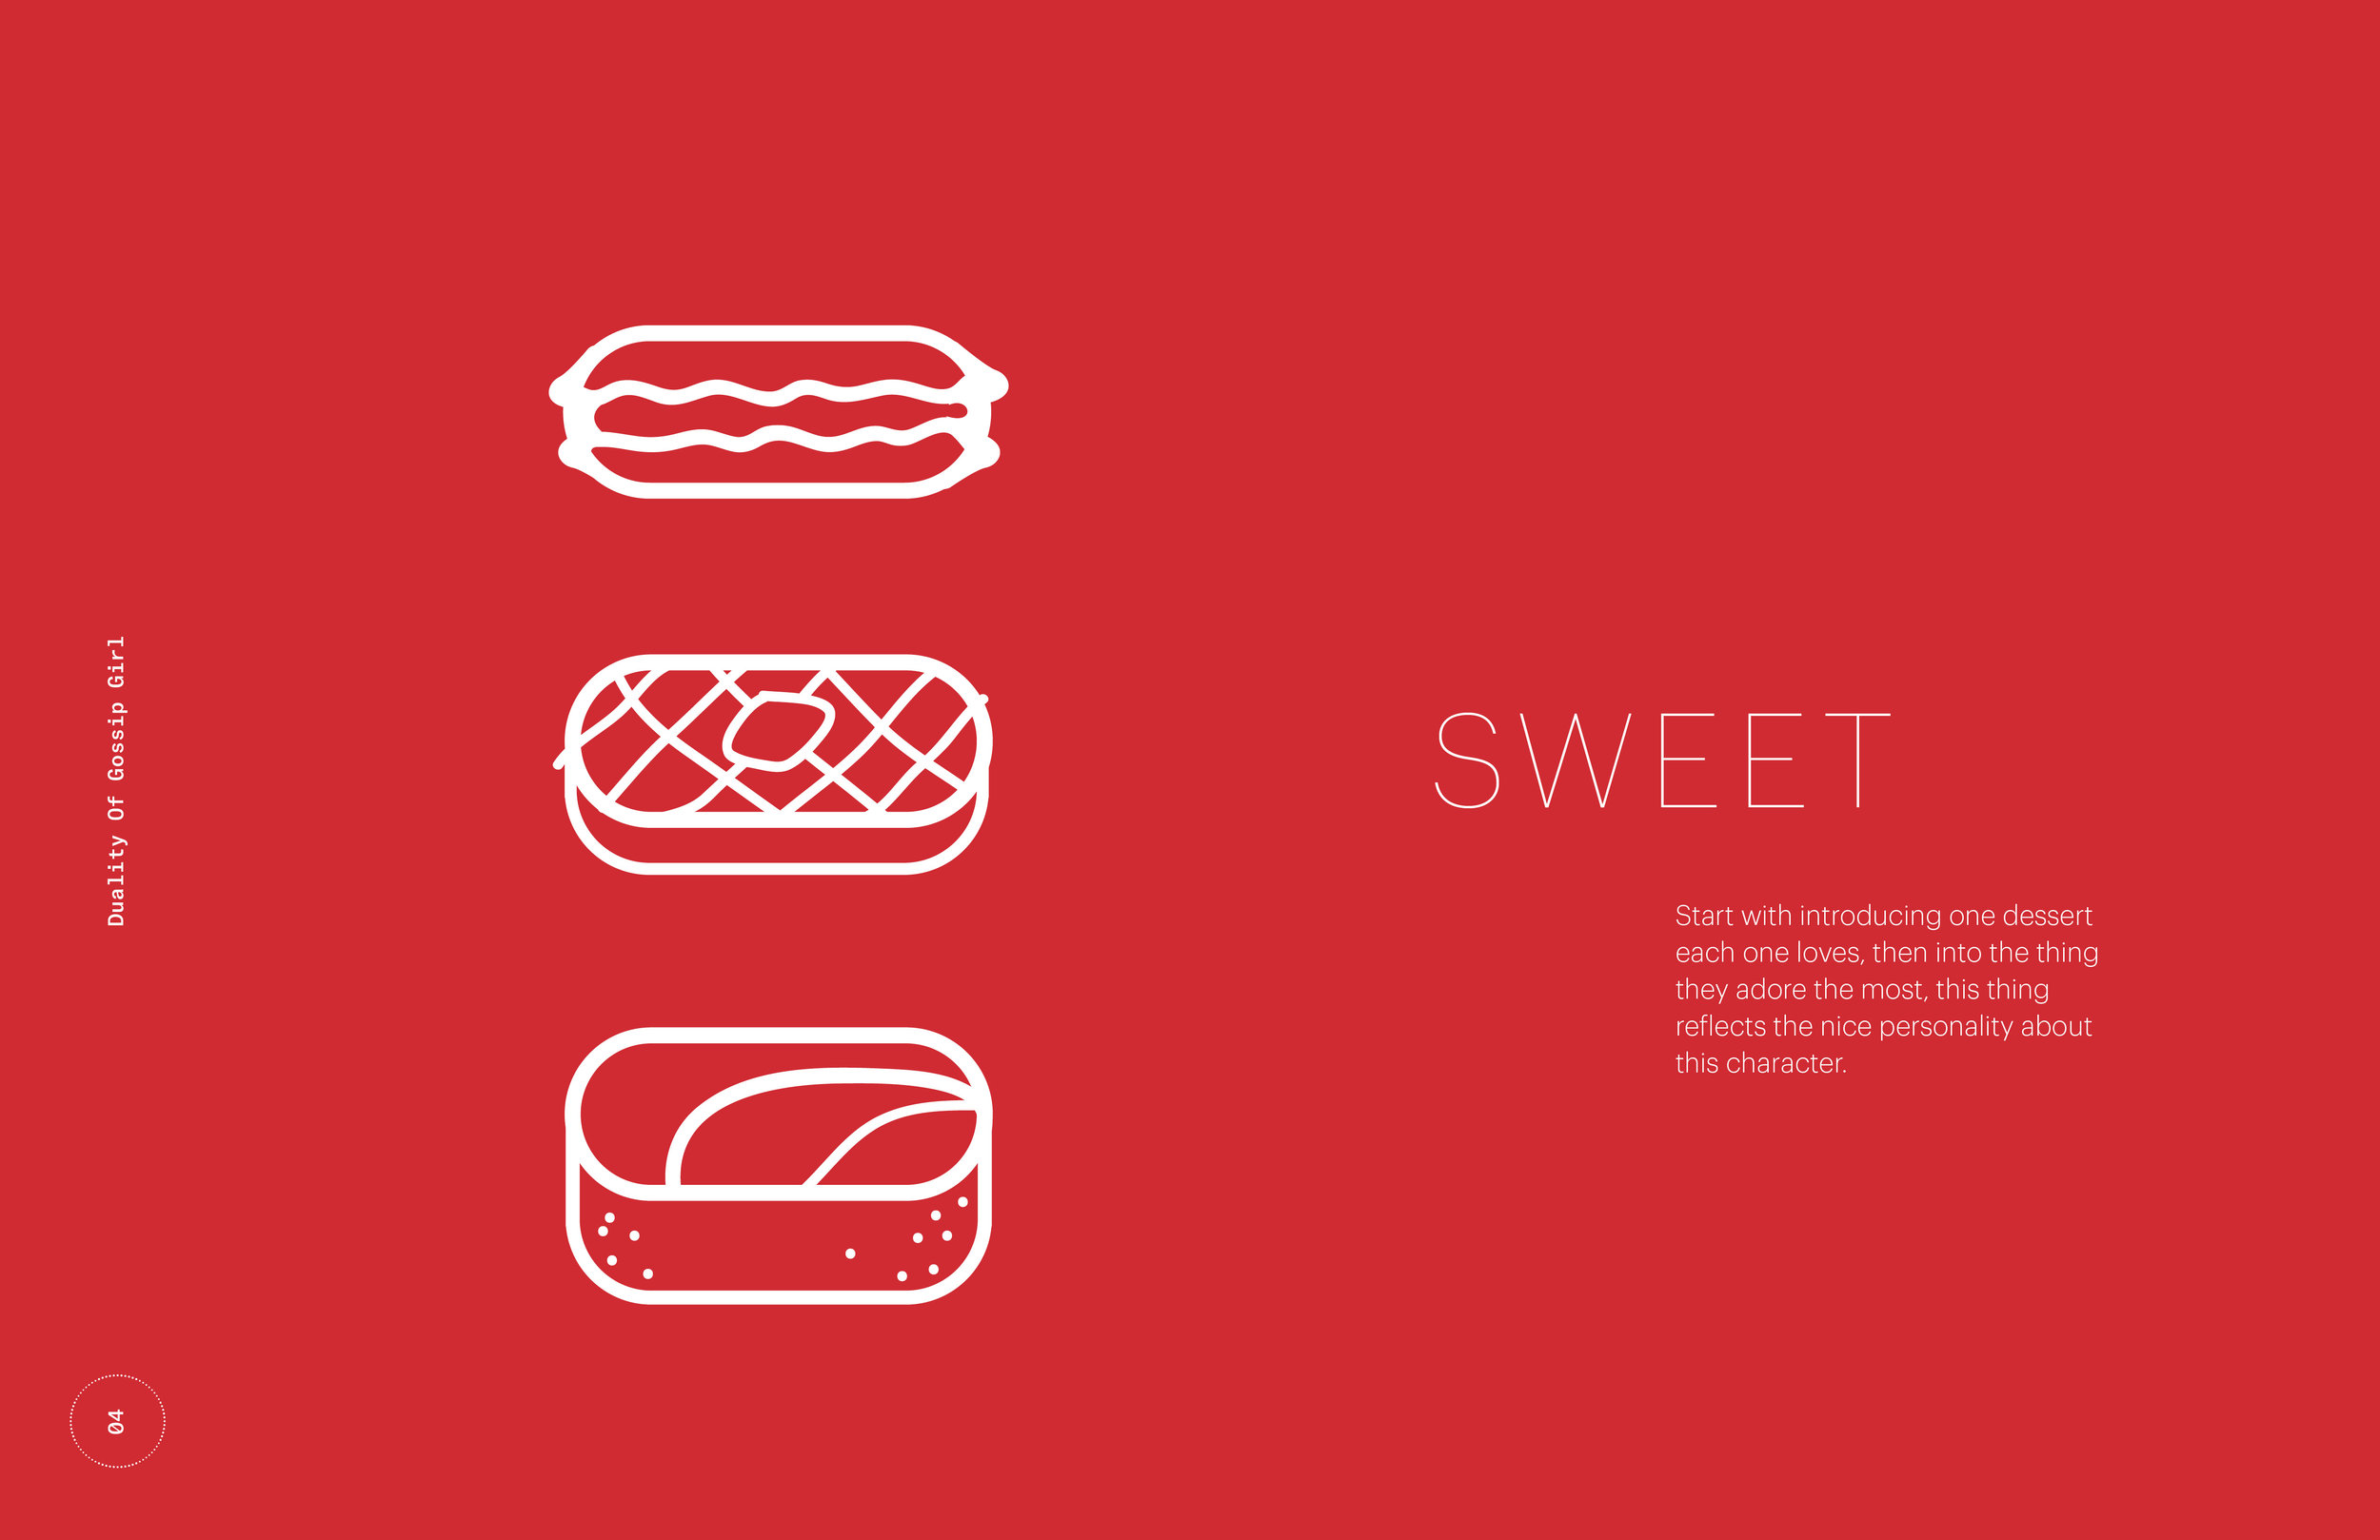 Duality Of Gossip Girl
SWEET
Start with introducing one dessert
each one loves, then into the thing
they adore the most, this thing
reflects the nice personality about
this character.
04